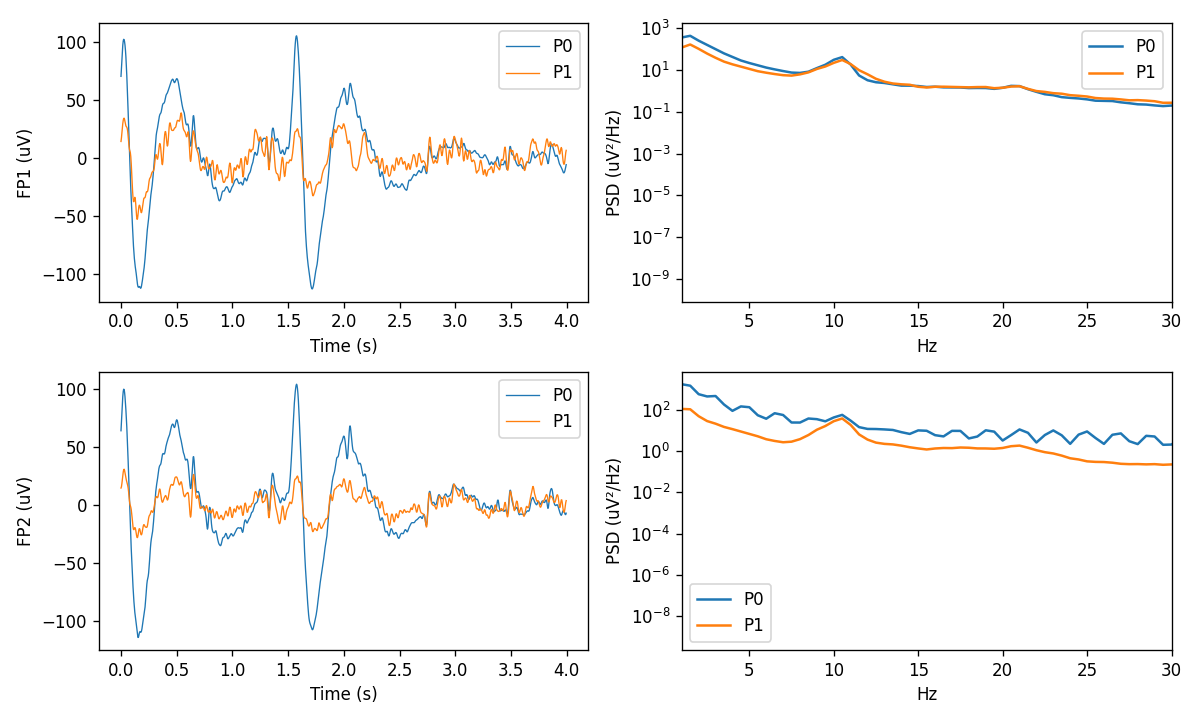 FP1 (uV)
100
50
0
−50
−100
0.0 0.5 1.0 1.5 2.0 2.5 3.0 3.5 4.0
Time (s)
P0
P1
PSD (uV²/Hz)
10³
10¹
10⁻¹
10⁻³
10⁻⁵
10⁻⁷
10⁻⁹
5 10 15 20 25 30
Hz
P0
P1
FP2 (uV)
100
50
0
−50
−100
0.0 0.5 1.0 1.5 2.0 2.5 3.0 3.5 4.0
Time (s)
P0
P1
PSD (uV²/Hz)
10²
10⁰
10⁻²
10⁻⁴
10⁻⁶
10⁻⁸
5 10 15 20 25 30
Hz
P0
P1